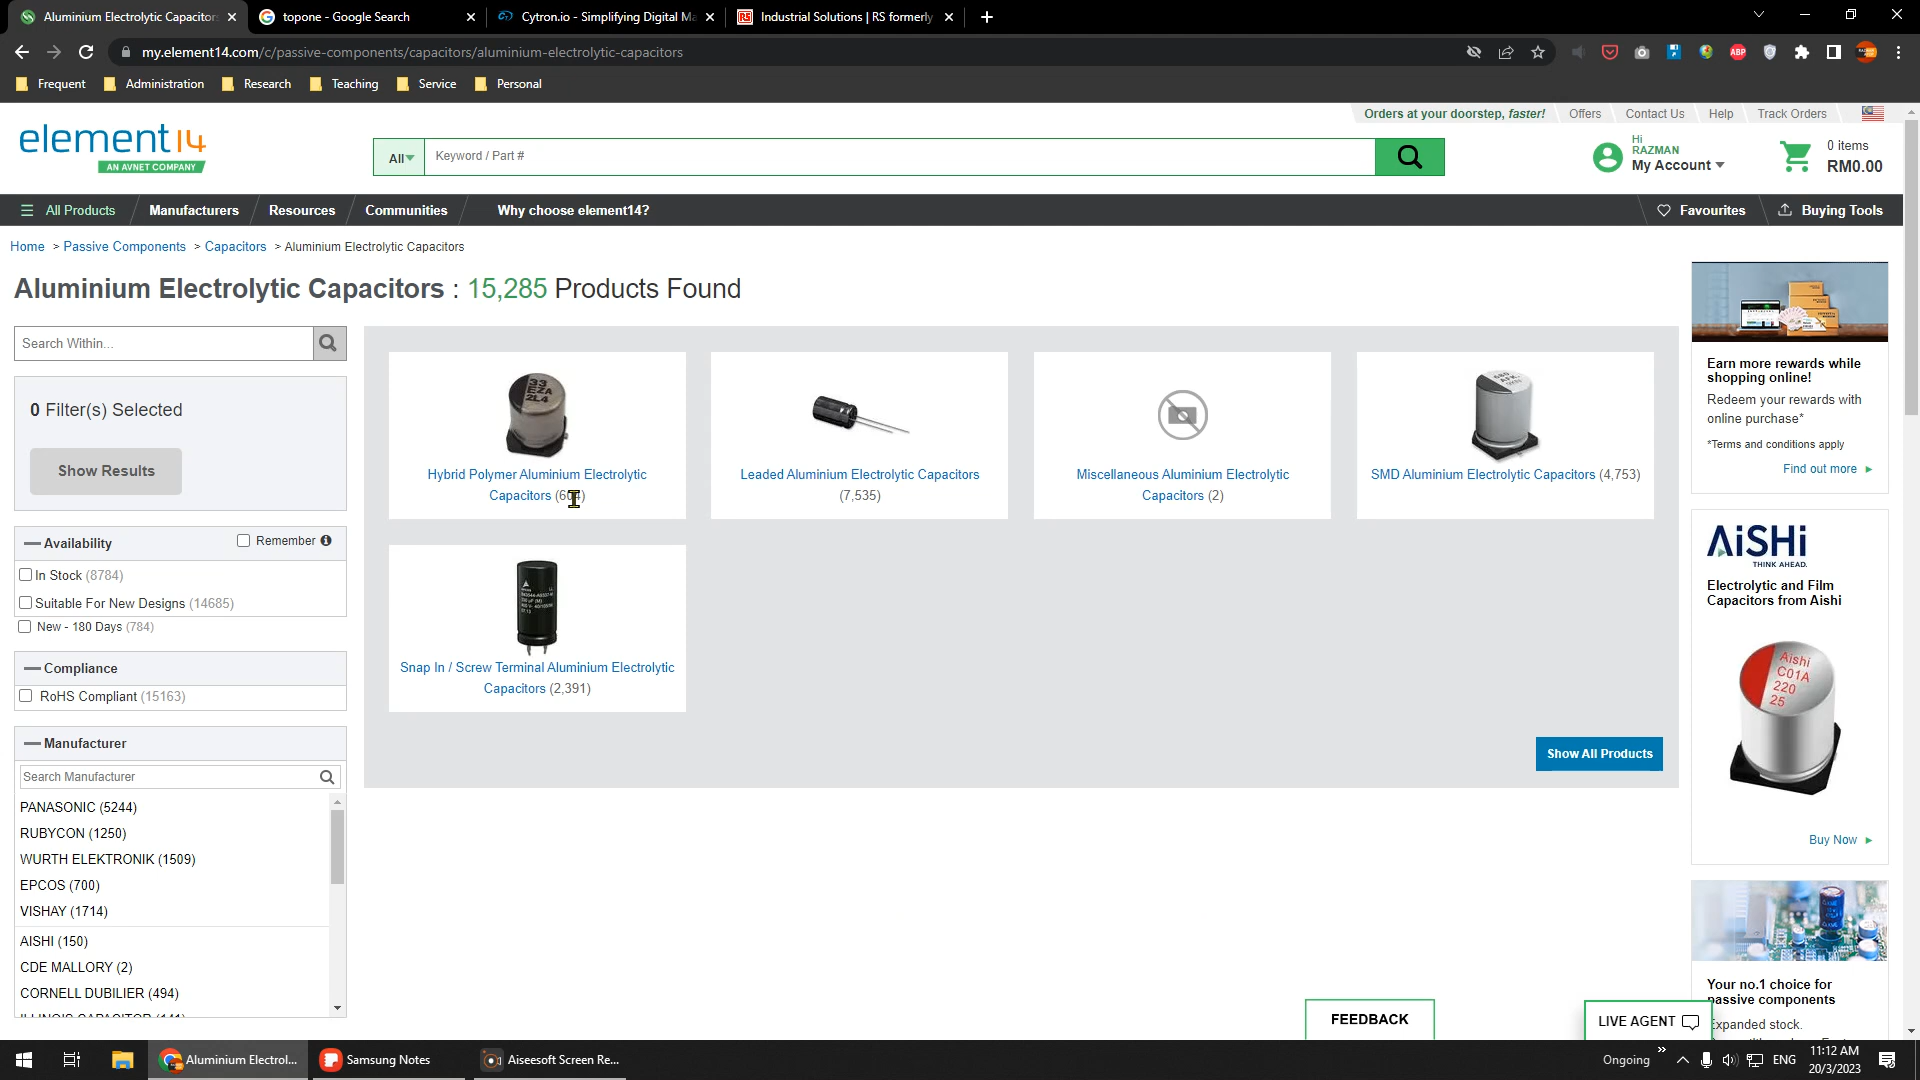 Aluminium Electrolytic Capacitors
topone - Google Search
Cytron.io - Simplifying Digital Ma
Industrial Solutions | RS formerly
my.element14.com/c/passive-components/capacitors/aluminium-electrolytic-capacitors
ABP
Frequent
Administration
Research
Teaching
Service
Personal
Orders at your doorstep, faster!
Offers
Contact Us
Help
Track Orders
element14
AN AVNET COMPANY
All
Keyword / Part #
Hi
RAZMAN
My Account
0 items
RM0.00
All Products
Manufacturers
Resources
Communities
Why choose element14?
Favourites
Buying Tools
Home > Passive Components > Capacitors > Aluminium Electrolytic Capacitors
Aluminium Electrolytic Capacitors : 15,285 Products Found
Search Within...
0 Filter(s) Selected
Show Results
Availability
Remember
In Stock (8784)
Suitable For New Designs (14685)
New - 180 Days (784)
Compliance
RoHS Compliant (15163)
Manufacturer
Search Manufacturer
PANASONIC (5244)
RUBYCON (1250)
WURTH ELEKTRONIK (1509)
EPCOS (700)
VISHAY (1714)
AISHI (150)
CDE MALLORY (2)
CORNELL DUBILIER (494)
33
EZA
2L4
Hybrid Polymer Aluminium Electrolytic
Capacitors
Leaded Aluminium Electrolytic Capacitors
(7,535)
Miscellaneous Aluminium Electrolytic
Capacitors (2)
SMD Aluminium Electrolytic Capacitors (4,753)
Snap In / Screw Terminal Aluminium Electrolytic
Capacitors (2,391)
Show All Products
Earn more rewards while
shopping online!
Redeem your rewards with
online purchase*
*Terms and conditions apply
Find out more
AiSHi
THINK AHEAD.
Electrolytic and Film
Capacitors from Aishi
Aishi
C01A
220
25
Buy Now
Your no.1 choice for
passive components
Expanded stock.
FEEDBACK
LIVE AGENT
Aluminium Electrol...
Samsung Notes
Aiseesoft Screen Re...
Ongoing
ENG
11:12 AM
20/3/2023